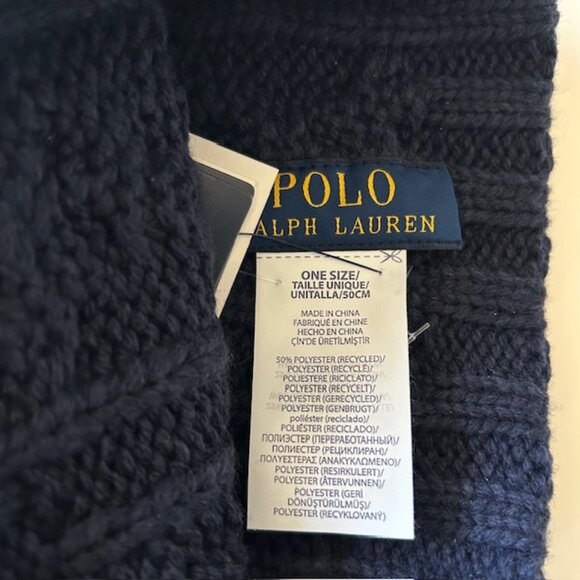 POLO
ALPH LAUREN
ONE SIZE/
TAILLE UNIQUE/
UNITALLA/50CM
MADE IN CHINA
FABRIQUÉ EN CHINE
HECHO EN CHINA
ÇİN'DE ÜRETİLMİŞTİR
50% POLYESTER (RECYCLED)/
POLYESTER (RECYCLÉ)/
POLIESTERE (RICICLATO)/
POLYESTER (RECYCELT)/
POLYESTER (GERECYCLED)/
POLYESTER (GENBRUGT)/
poliéster (reciclado)/
POLIÉSTER (RECICLADO)/
ПОЛИЭСТЕР (ПЕРЕРАБОТАННЫЙ)/
ПОЛИЕСТЕР (РЕЦИКЛИРАН)/
ΠΟΛΥΕΣΤΕΡΑΣ (ΑΝΑΚΥΚΛΩΜΕΝΟ)/
POLYESTER (RESIRKULERT)/
POLYESTER (ÅTERVUNNEN)/
POLYESTER (GERİ
DÖNÜŞTÜRÜLMÜŞ)/
POLYESTER (RECYKLOVANÝ)